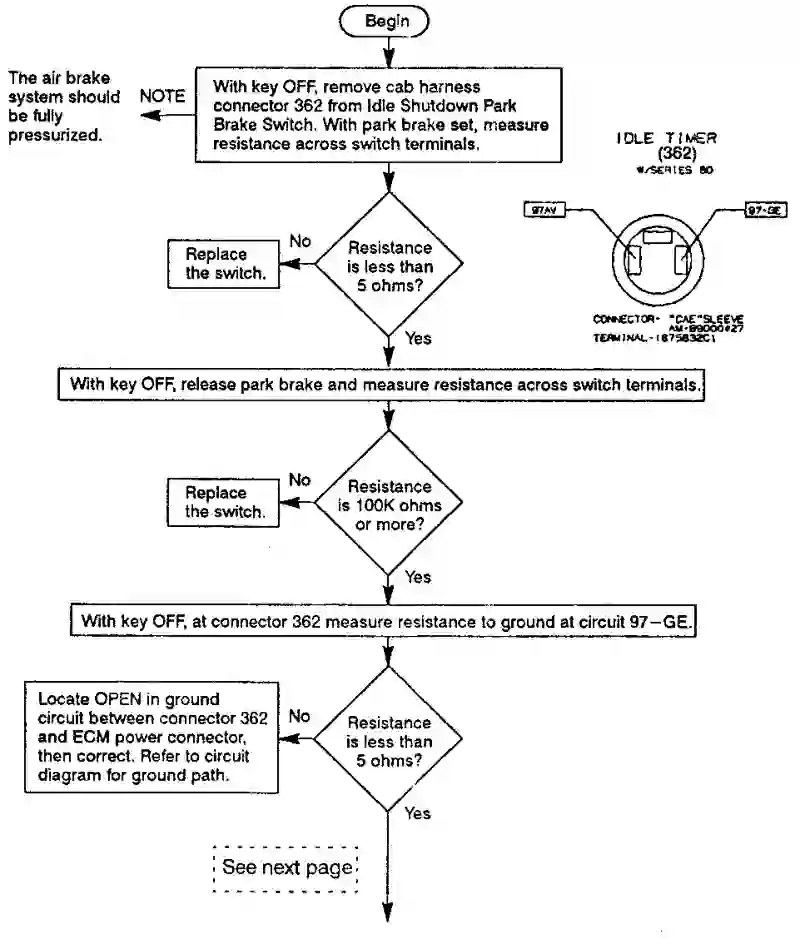 Begin
The air brake
system should
be fully
pressurized.
NOTE
With key OFF, remove cab harness
connector 362 from Idle Shutdown Park
Brake Switch. With park brake set, measure
resistance across switch terminals.
IDLE TIMER
(362)
W/SERIES 60
97AV
97-GE
CONNECTOR- "CAE"SLEEVE
TERMINAL-1875832C1
Resistance
is less than
5 ohms?
No
Replace
the switch.
Yes
With key OFF, release park brake and measure resistance across switch terminals.
Resistance
is 100K ohms
or more?
No
Replace
the switch.
Yes
With key OFF, at connector 362 measure resistance to ground at circuit 97-GE.
Resistance
is less than
5 ohms?
No
Locate OPEN in ground
circuit between connector 362
and ECM power connector,
then correct. Refer to circuit
diagram for ground path.
Yes
See next page